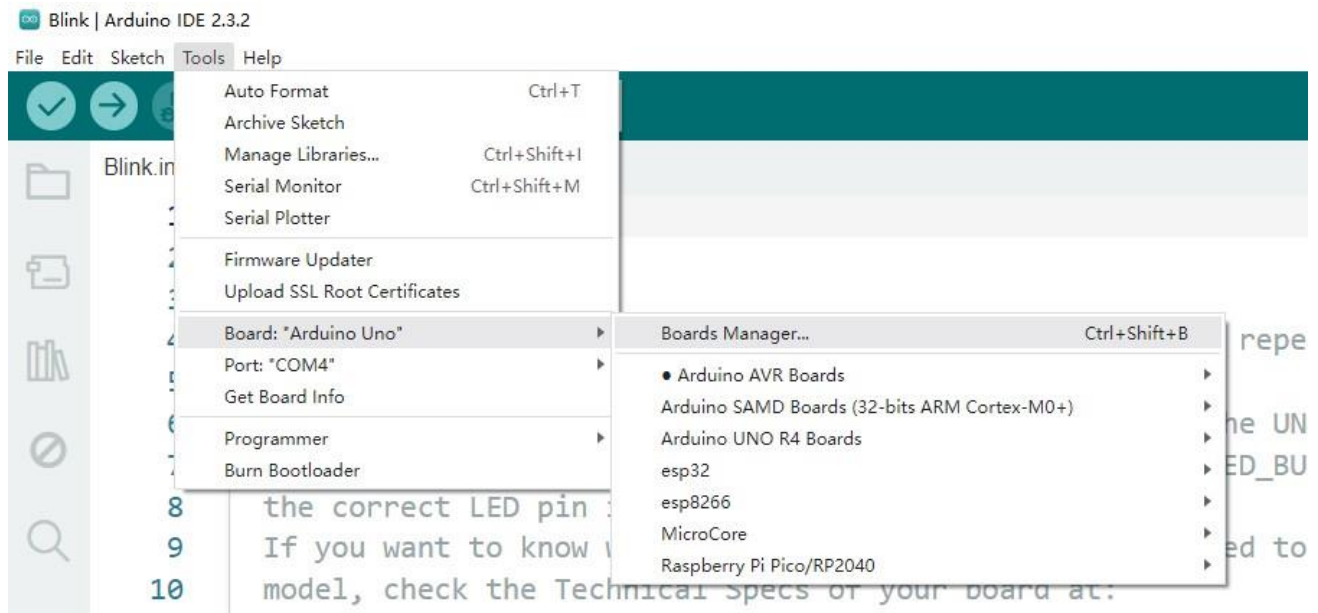 Blink | Arduino IDE 2.3.2
File Edit Sketch Tools Help
Auto Format Ctrl+T
Archive Sketch
Manage Libraries... Ctrl+Shift+I
Serial Monitor Ctrl+Shift+M
Serial Plotter
Firmware Updater
Upload SSL Root Certificates
Board: "Arduino Uno"
Port: "COM4"
Get Board Info
Programmer
Burn Bootloader
Boards Manager... Ctrl+Shift+B
● Arduino AVR Boards
Arduino SAMD Boards (32-bits ARM Cortex-M0+)
Arduino UNO R4 Boards
esp32
esp8266
MicroCore
Raspberry Pi Pico/RP2040
Blink.in
repe
he UN
ED_BU
8 the correct LED pin
9 If you want to know ed to
10 model, check the Technical Specs of your board at: